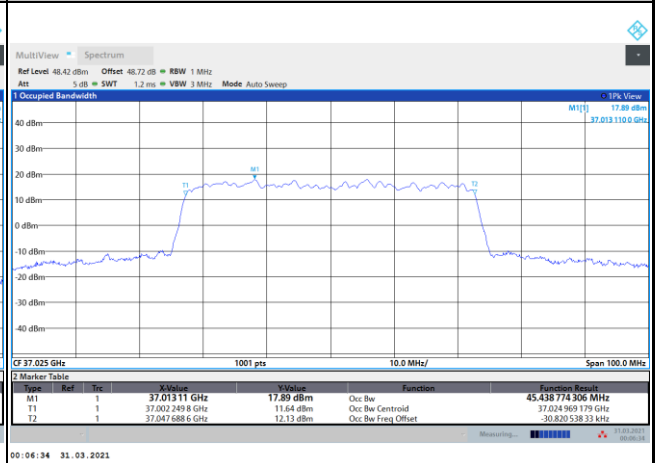 MultiView Spectrum
Ref Level 48.42 dBm Offset 48.72 dB RBW 1 MHz
Att 5 dB SWT 1.2 ms VBW 3 MHz Mode Auto Sweep
1 Occupied Bandwidth 1Pk View
M1[1] 17.89 dBm
37.013 110 0 GHz
40 dBm
30 dBm
20 dBm
M1
T1
T2
10 dBm
0 dBm
-10 dBm
-20 dBm
-30 dBm
-40 dBm
CF 37.025 GHz 1001 pts 10.0 MHz/ Span 100.0 MHz
2 Marker Table
Type Ref Trc X-Value Y-Value Function Function Result
M1 1 37.01311 GHz 17.89 dBm Occ Bw 45.438 774 306 MHz
T1 1 37.002 249 8 GHz 11.64 dBm Occ Bw Centroid 37.024 969 179 GHz
T2 1 37.047 688 6 GHz 12.13 dBm Occ Bw Freq Offset -30.820 538 33 kHz
Measuring... 31.03.2021
00:06:34
00:06:34 31.03.2021